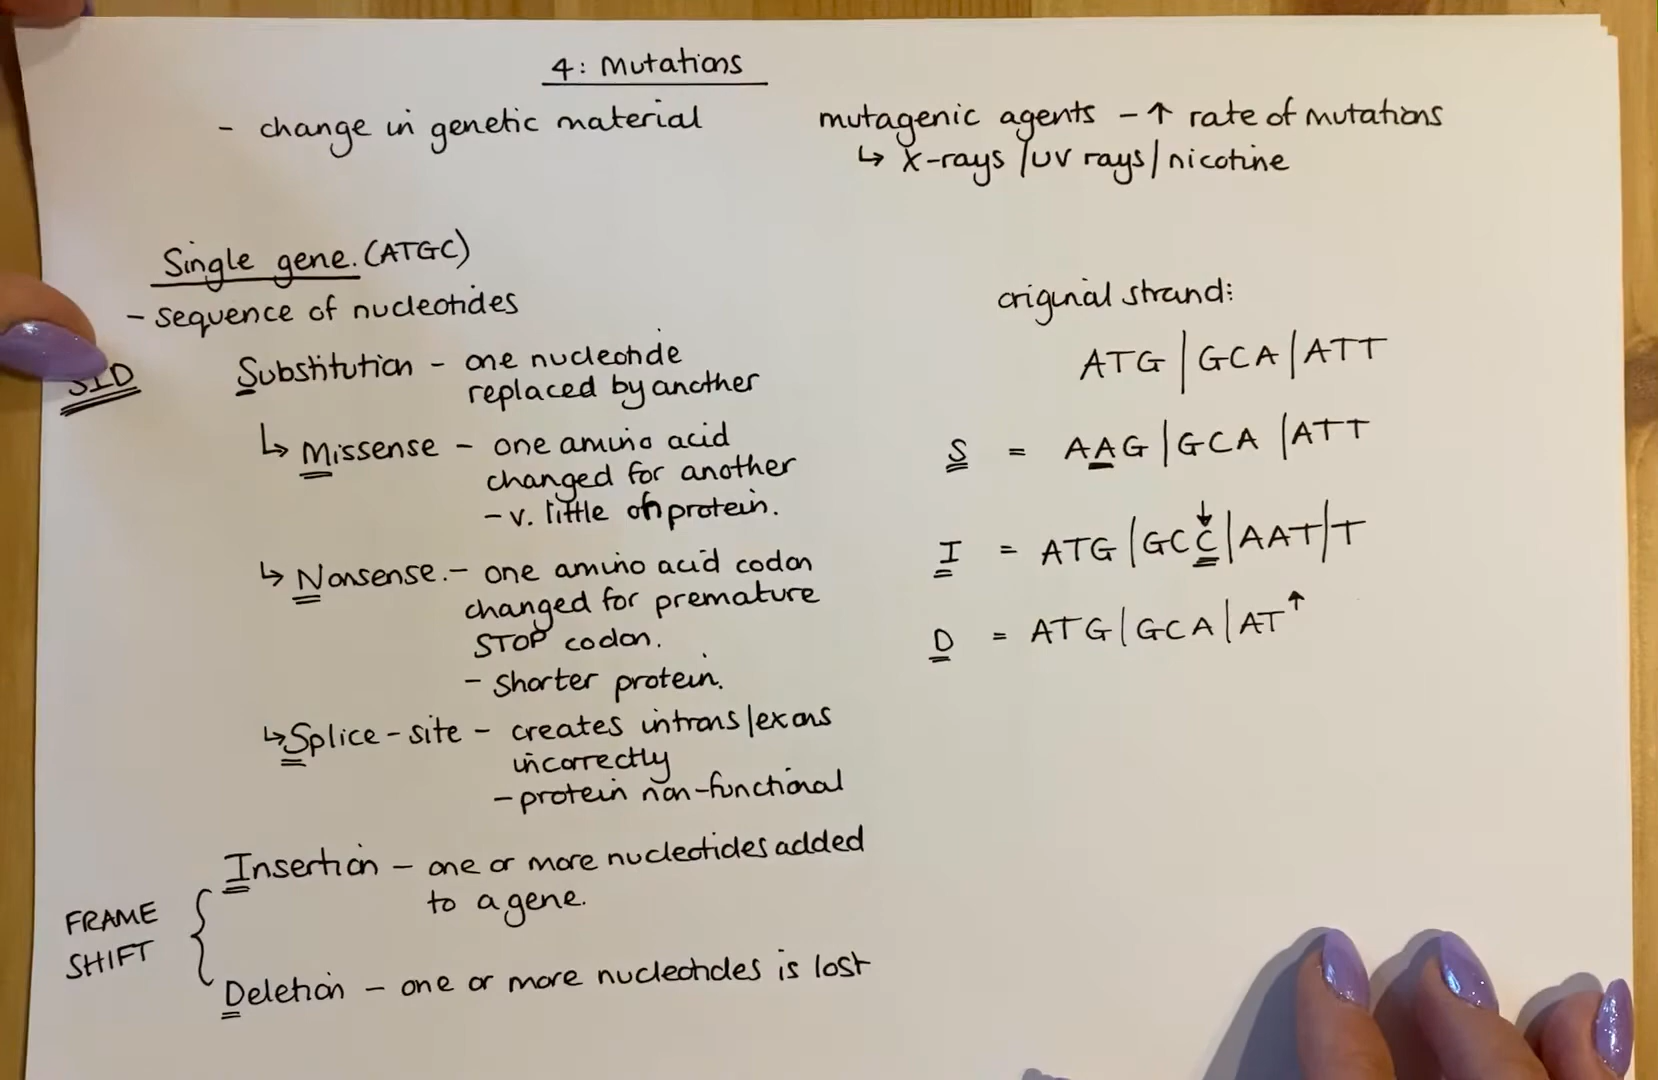 4: Mutations
- change in genetic material
mutagenic agents - ↑ rate of mutations
↳ X-rays / UV rays / nicotine
Single gene. (ATGC)
- sequence of nucleotides
SID
Substitution - one nucleotide
replaced by another
↳ Missense - one amino acid
changed for another
- v. little on protein.
↳ Nonsense. - one amino acid codon
changed for premature
STOP codon.
- shorter protein.
↳ Splice-site - creates introns/exons
incorrectly
- protein non-functional
FRAME
SHIFT
Insertion - one or more nucleotides added
to a gene.
Deletion - one or more nucleotides is lost
original strand:
ATG | GCA | ATT
S = AAG | GCA | ATT
I = ATG | GCC | AAT | T
D = ATG | GCA | AT ↑